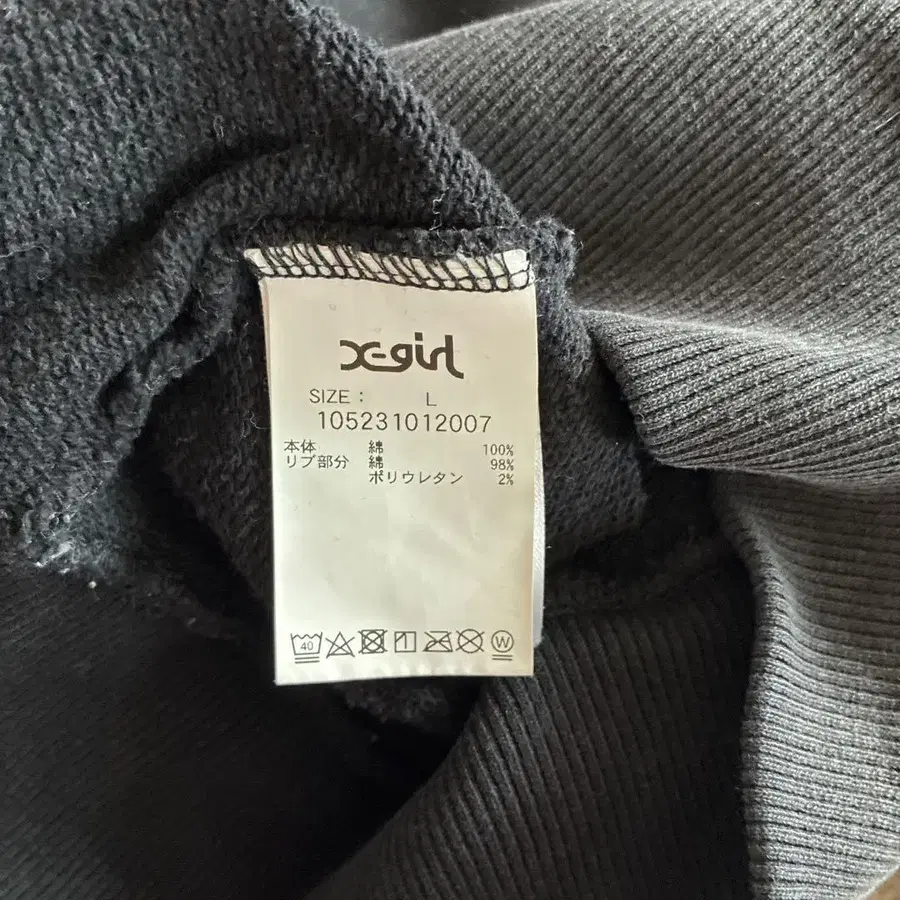 X-girl
SIZE : L
105231012007
本体 綿 100%
リブ部分 綿 98%
ポリウレタン 2%
40 W